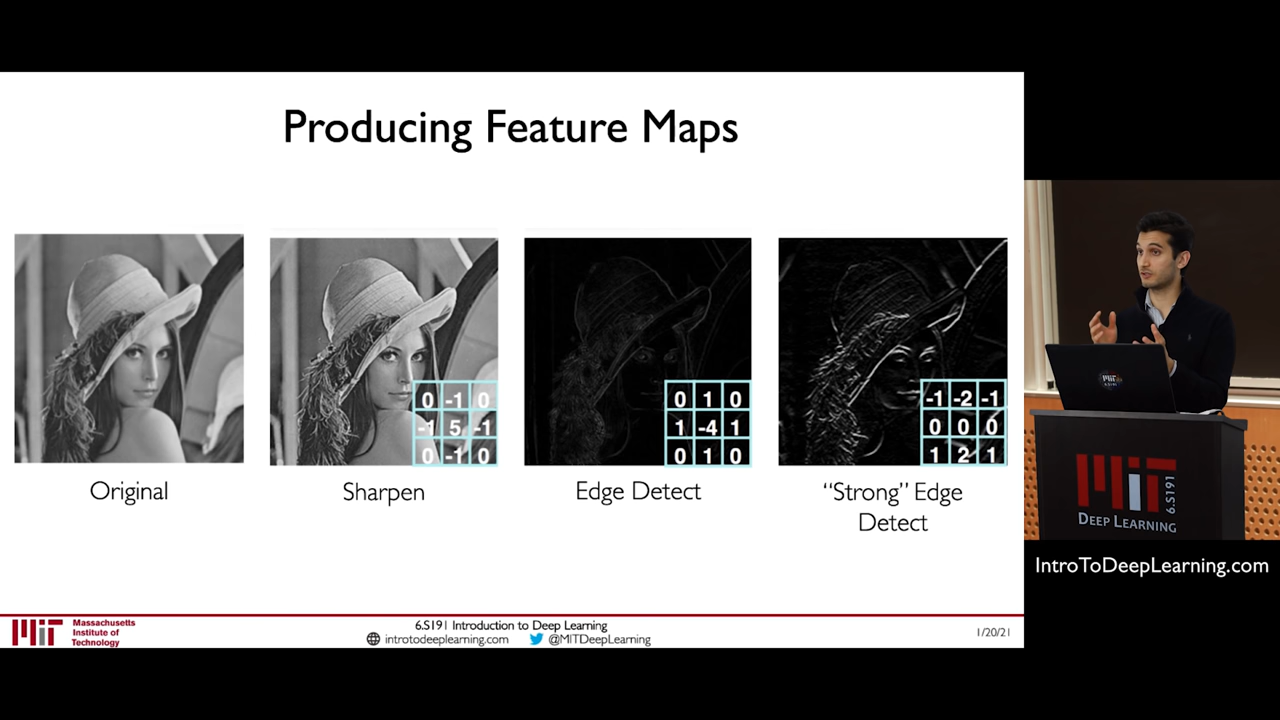 Producing Feature Maps
0 -1 0
-1 5 -1
0 -1 0
0 1 0
1 -4 1
0 1 0
-1 -2 -1
0 0 0
1 2 1
Original
Sharpen
Edge Detect
“Strong” Edge
Detect
MIT
6.S191
DEEP LEARNING
IntroToDeepLearning.com
MIT
Massachusetts
Institute of
Technology
6.S191 Introduction to Deep Learning
introtodeeplearning.com @MITDeepLearning
1/20/21